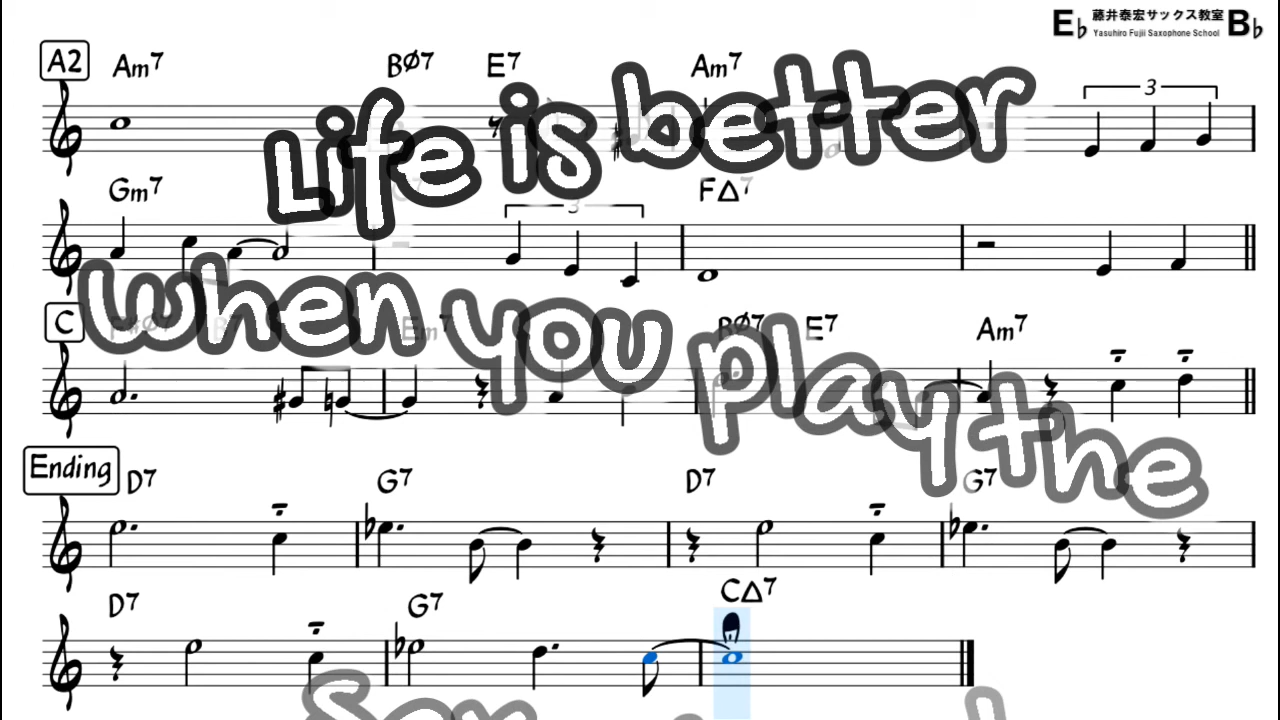 E♭ 藤井泰宏サックス教室 B♭
Yasuhiro Fujii Saxophone School
A2 Am7 BØ7 E7 Am7
3
Life is better
Gm7 FΔ7
3
when you play the
C Em7 BØ7 E7 Am7
Ending D7 G7 D7 G7
D7 G7 CΔ7